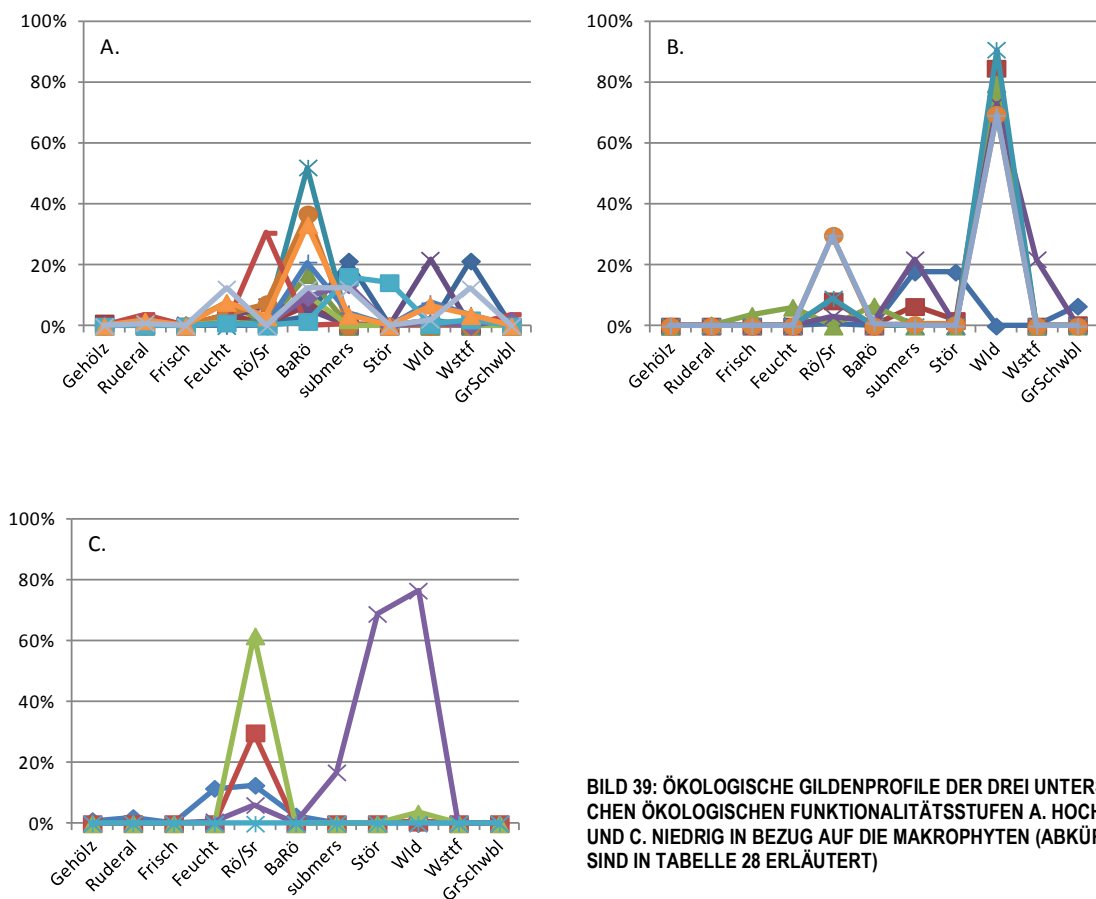 100%
80%
60%
40%
20%
0%
A.
Gehölz
Ruderal
Frisch
Feucht
Rö/Sr
BaRö
submers
Stör
Wld
Wsttf
GrSchwbl
100%
80%
60%
40%
20%
0%
B.
Gehölz
Ruderal
Frisch
Feucht
Rö/Sr
BaRö
submers
Stör
Wld
Wsttf
GrSchwbl
100%
80%
60%
40%
20%
0%
C.
Gehölz
Ruderal
Frisch
Feucht
Rö/Sr
BaRö
submers
Stör
Wld
Wsttf
GrSchwbl
BILD 39: ÖKOLOGISCHE GILDENPROFILE DER DREI UNTERS
CHEN ÖKOLOGISCHEN FUNKTIONALITÄTSSTUFEN A. HOCH
UND C. NIEDRIG IN BEZUG AUF DIE MAKROPHYTEN (ABKÜR
SIND IN TABELLE 28 ERLÄUTERT)